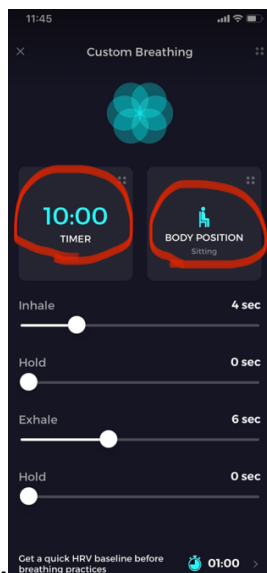 11:45
Custom Breathing
10:00
TIMER
BODY POSITION
Sitting
Inhale 4 sec
Hold 0 sec
Exhale 6 sec
Hold 0 sec
Get a quick HRV baseline before
breathing practices 01:00